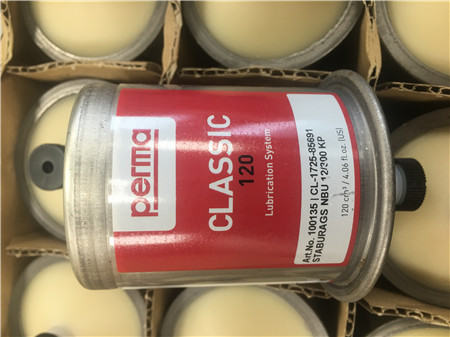 perma
CLASSIC
120
Lubrication System
Art.No. 100135 | CL-1725-85691
STABURAGS NBU 12/300 KP
120 cm³ / 4.06 fl.oz. (US)